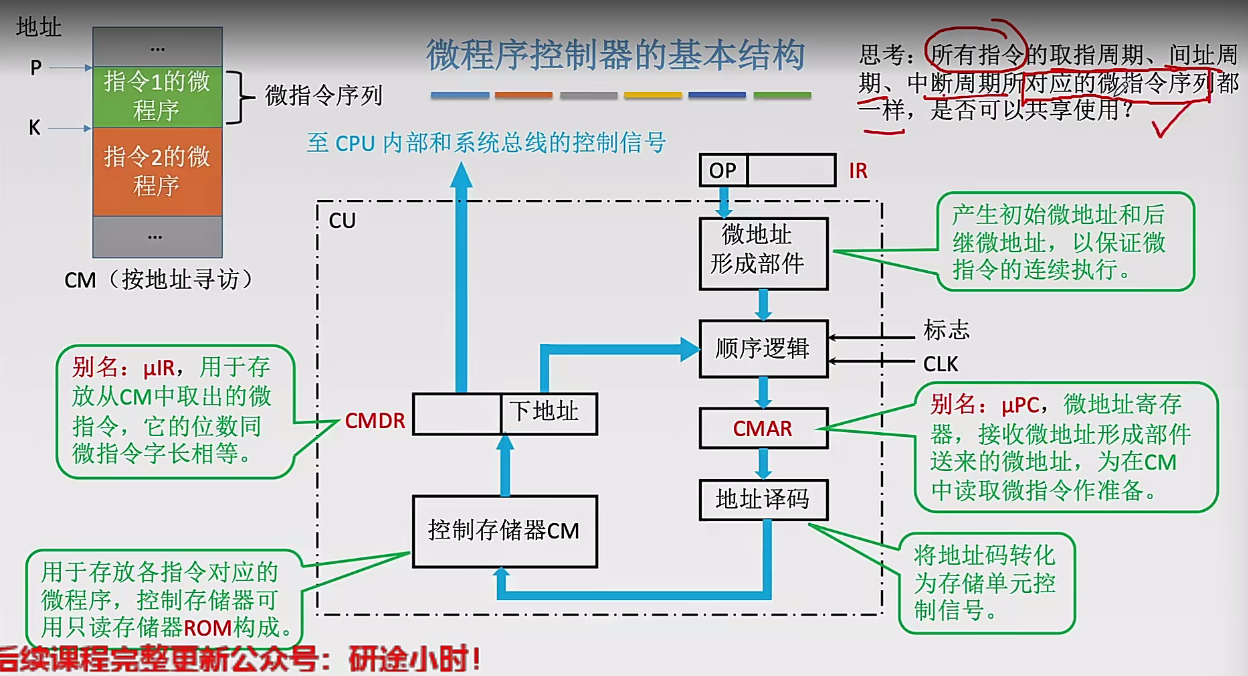 地址
...
P
指令1的微
程序
微指令序列
K
指令2的微
程序
...
CM（按地址寻访）
微程序控制器的基本结构
思考：所有指令的取指周期、间址周
期、中断周期所对应的微指令序列都
一样，是否可以共享使用？
至 CPU 内部和系统总线的控制信号
OP
IR
CU
微地址
形成部件
产生初始微地址和后
继微地址，以保证微
指令的连续执行。
顺序逻辑
标志
CLK
别名：μIR，用于存
放从CM中取出的微
指令，它的位数同
微指令字长相等。
CMDR
下地址
CMAR
别名：μPC，微地址寄存
器，接收微地址形成部件
送来的微地址，为在CM
中读取微指令作准备。
地址译码
控制存储器CM
将地址码转化
为存储单元控
制信号。
用于存放各指令对应的
微程序，控制存储器可
用只读存储器ROM构成。
后续课程完整更新公众号：研途小时！